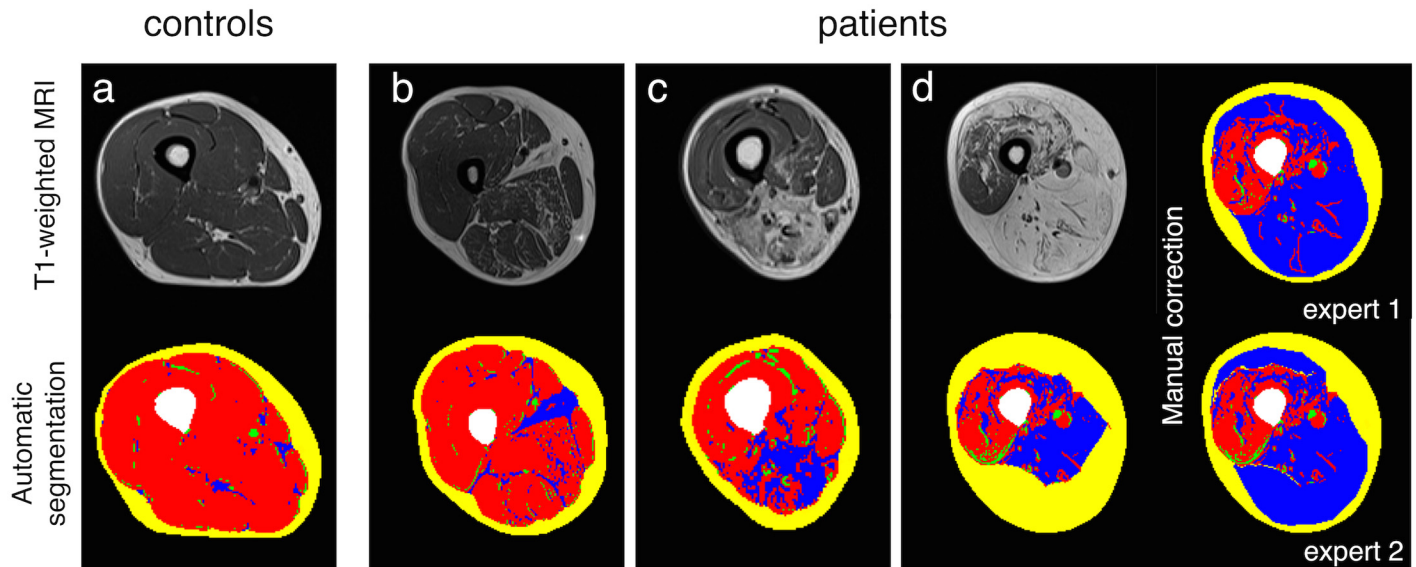 controls
patients
T1-weighted MRI
a
b
c
d
Manual correction
expert 1
Automatic
segmentation
expert 2